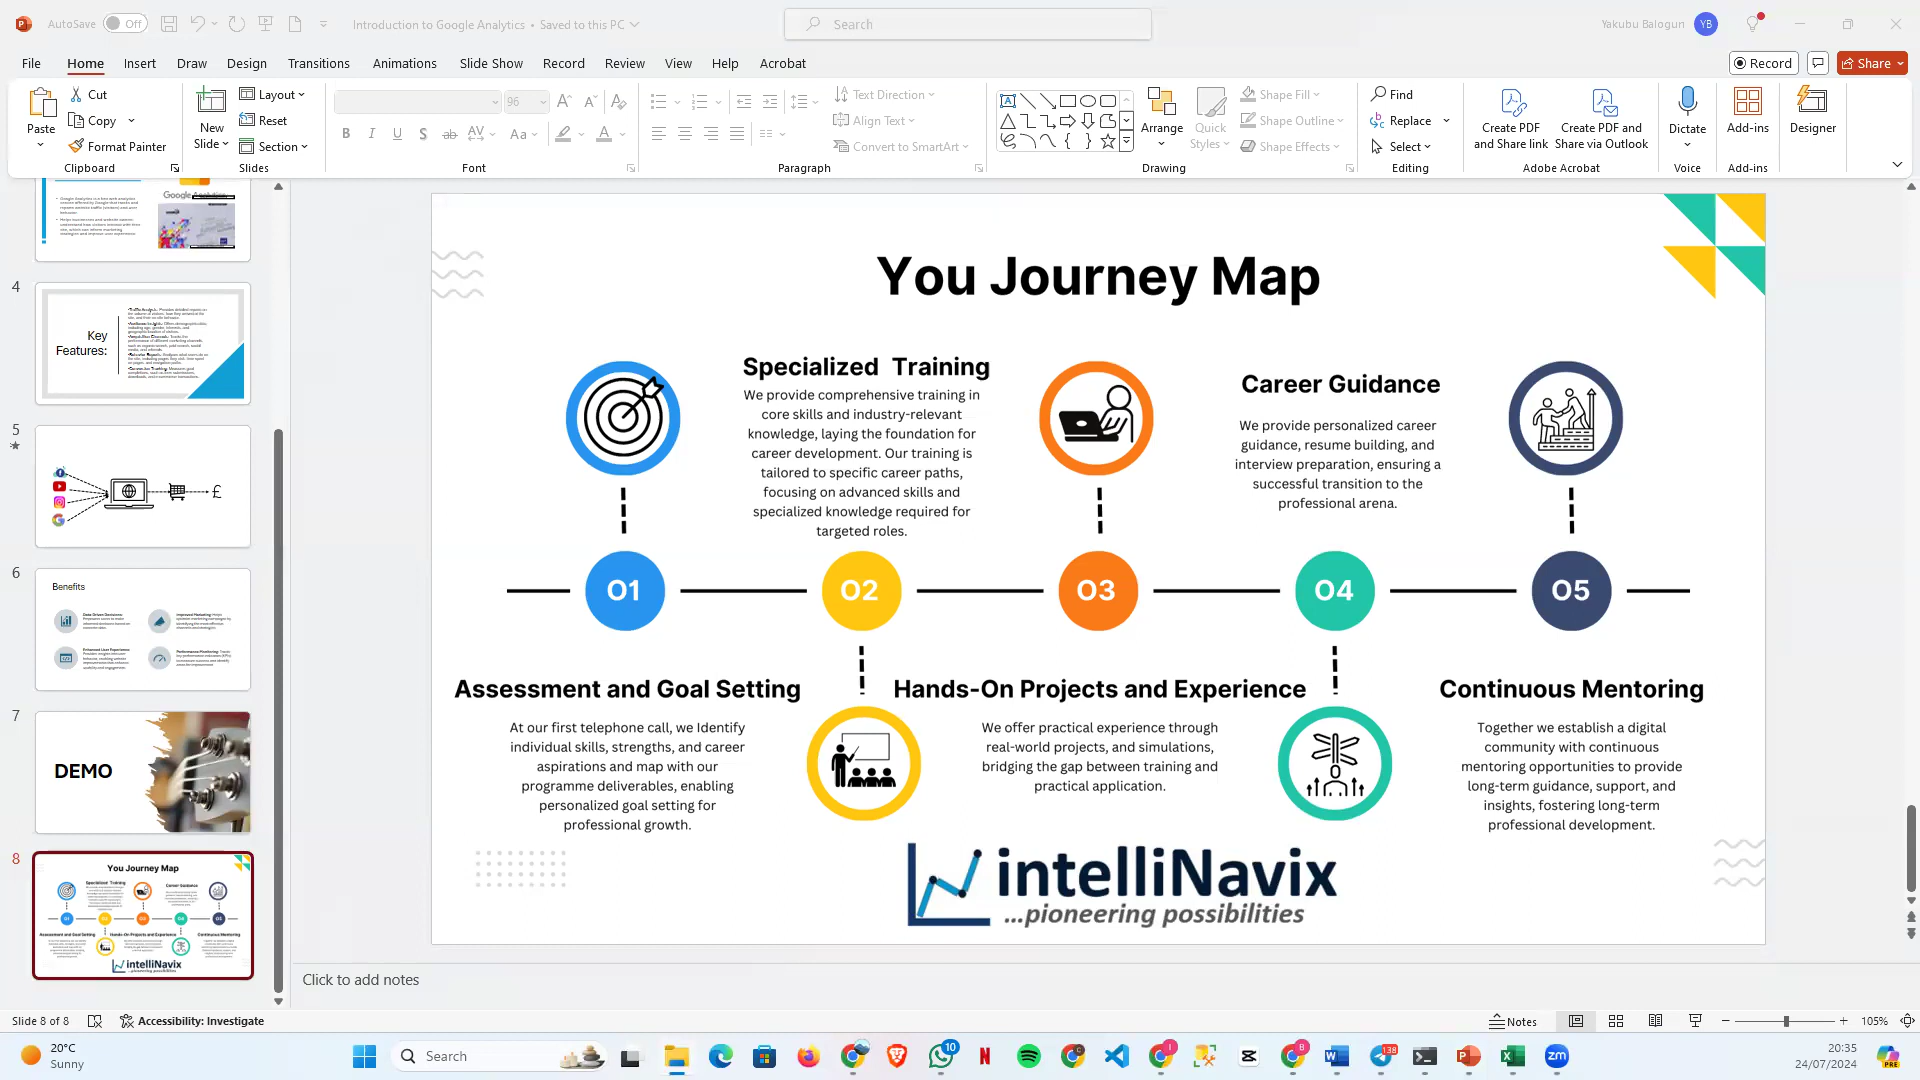 AutoSave Off
Introduction to Google Analytics • Saved to this PC
Search
Yakubu Balogun YB
File Home Insert Draw Design Transitions Animations Slide Show Record Review View Help Acrobat
Record Share
Paste
Cut
Copy
Format Painter
Clipboard
New Slide
Layout
Reset
Section
Slides
96
Font
Paragraph
Text Direction
Align Text
Convert to SmartArt
Arrange
Quick Styles
Shape Fill
Shape Outline
Shape Effects
Drawing
Find
Replace
Select
Editing
Create PDF and Share link
Create PDF and Share via Outlook
Adobe Acrobat
Dictate
Voice
Add-ins
Add-ins
Designer
4
Key
Features:
5
6
Benefits
7
DEMO
8
You Journey Map
Specialized Training
We provide comprehensive training in
core skills and industry-relevant
knowledge, laying the foundation for
career development. Our training is
tailored to specific career paths,
focusing on advanced skills and
specialized knowledge required for
targeted roles.
Career Guidance
We provide personalized career
guidance, resume building, and
interview preparation, ensuring a
successful transition to the
professional arena.
01 02 03 04 05
Assessment and Goal Setting
At our first telephone call, we Identify
individual skills, strengths, and career
aspirations and map with our
programme deliverables, enabling
personalized goal setting for
professional growth.
Hands-On Projects and Experience
We offer practical experience through
real-world projects, and simulations,
bridging the gap between training and
practical application.
Continuous Mentoring
Together we establish a digital
community with continuous
mentoring opportunities to provide
long-term guidance, support, and
insights, fostering long-term
professional development.
intelliNavix
...pioneering possibilities
Click to add notes
Slide 8 of 8
Accessibility: Investigate
Notes
105%
20°C
Sunny
Search
10
138
20:35
24/07/2024